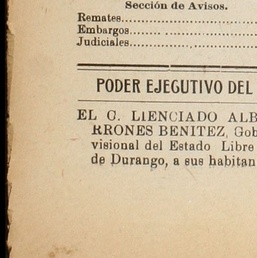 Sección de Avisos.
Remates
Embargos
Judiciales
PODER EJECUTIVO DEL
EL C. LIENCIADO ALB
RRONES BENITEZ, Gob
visional del Estado Libre
de Durango, a sus habitan